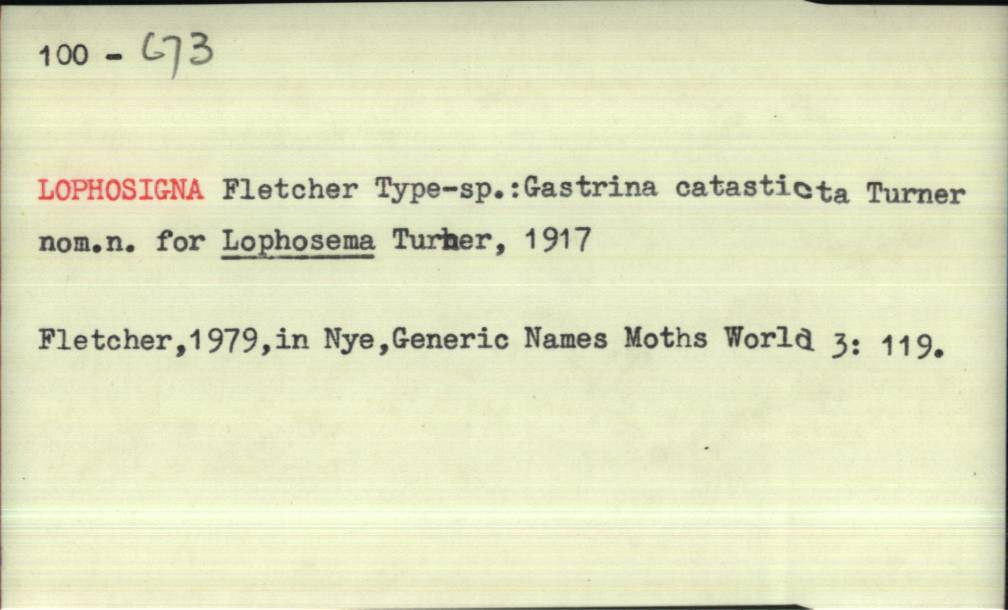 100 - 673
LOPHOSIGNA Fletcher Type-sp.:Gastrina catasticta Turner
nom.n. for Lophosema Turner, 1917
Fletcher,1979,in Nye,Generic Names Moths World 3: 119.